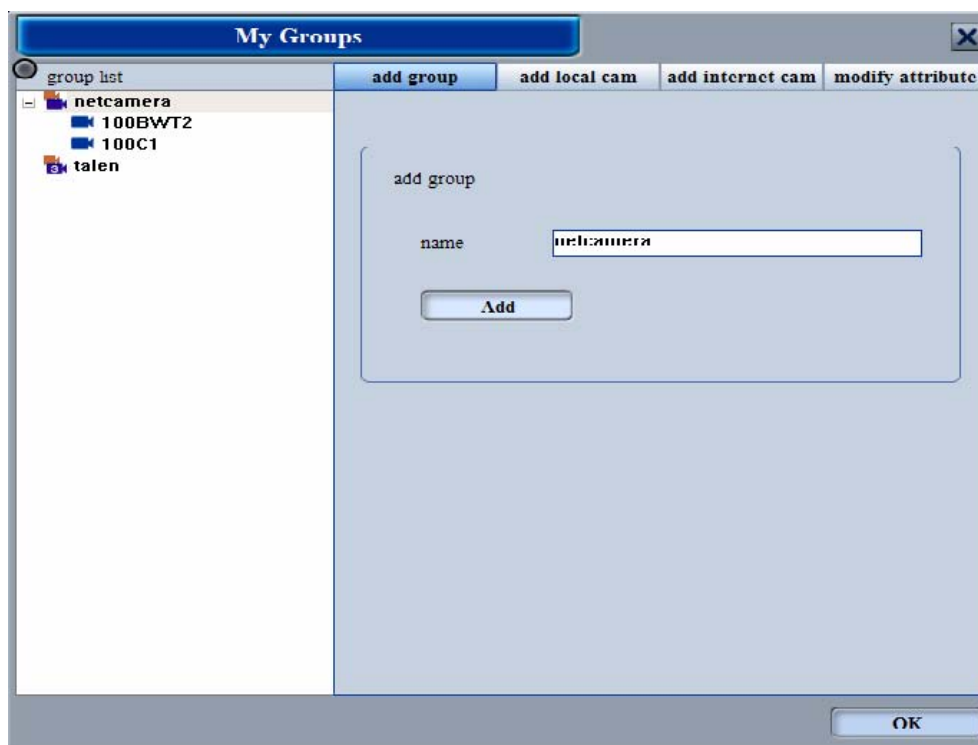 My Groups
group list
add group
add local cam
add internet cam
modify attribute
netcamera
100BWT2
100C1
3 talen
add group
name
netcamera
Add
OK